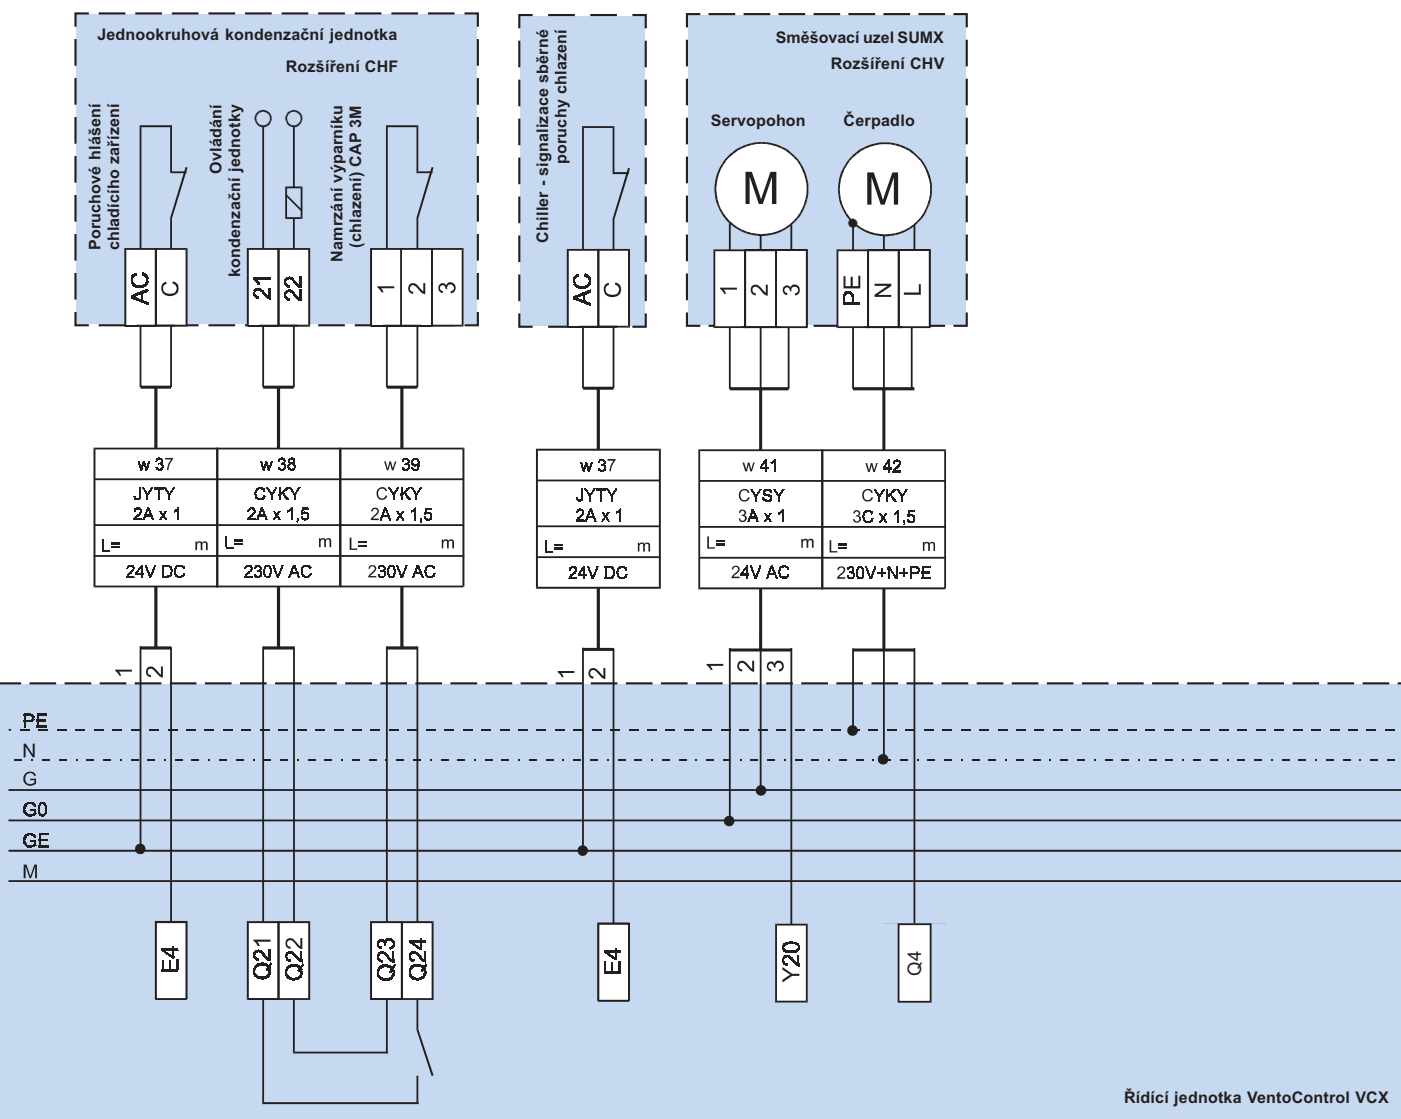 Jednookruhová kondenzační jednotka
Rozšíření CHF
Poruchové hlášení
chladicího zařízení
Ovládání
kondenzační jednotky
Namrzání výparníku
(chlazení) CAP 3M
AC
C
21
22
1
2
3
Chiller - signalizace sběrné
poruchy chlazení
AC
C
Směšovací uzel SUMX
Rozšíření CHV
Servopohon
Čerpadlo
M
M
1
2
3
PE
N
L
w 37
JYTY
2A x 1
L= m
24V DC
w 38
CYKY
2A x 1,5
L= m
230V AC
w 39
CYKY
2A x 1,5
L= m
230V AC
w 37
JYTY
2A x 1
L= m
24V DC
w 41
CYSY
3A x 1
L= m
24V AC
w 42
CYKY
3C x 1,5
L= m
230V+N+PE
1
2
1
2
1
2
3
PE
N
G
G0
GE
M
E4
Q21
Q22
Q23
Q24
E4
Y20
Q4
Řídící jednotka VentoControl VCX